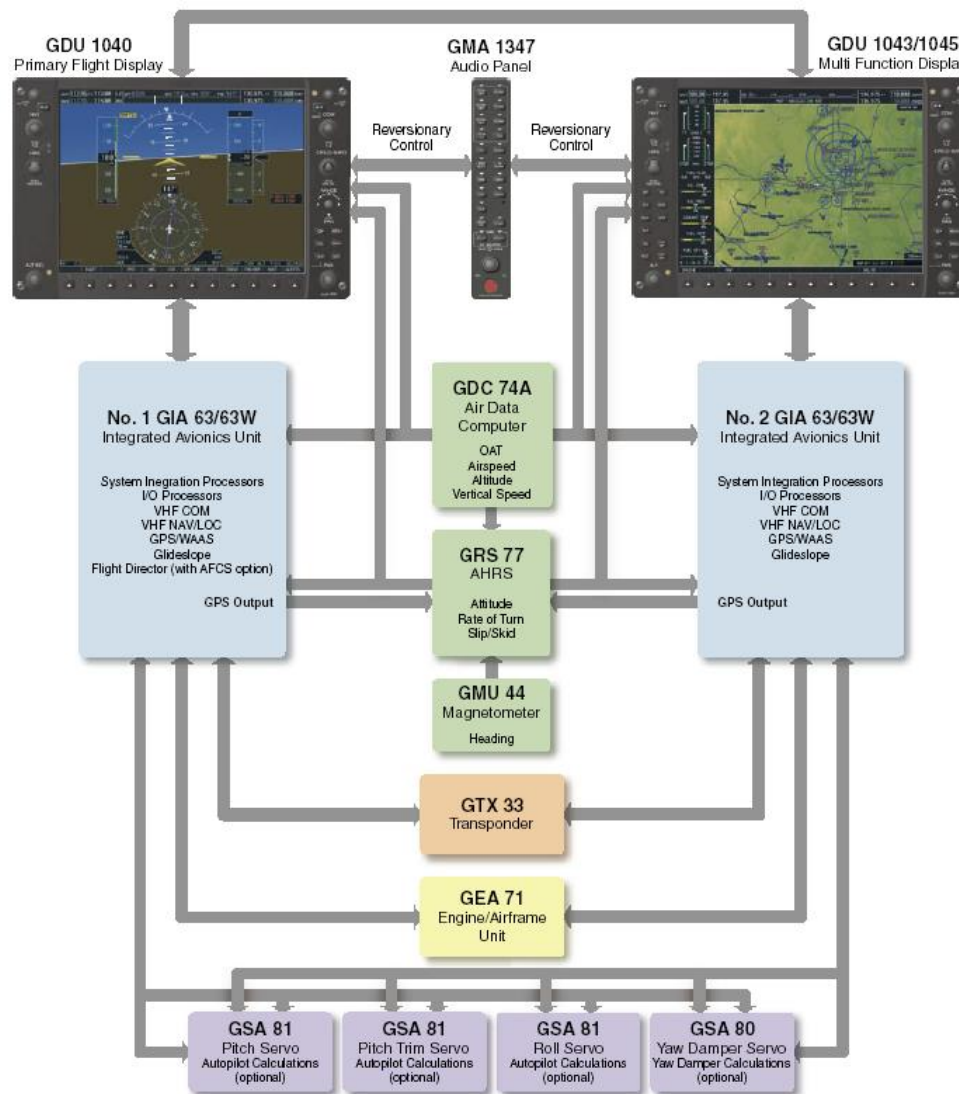 GDU 1040
Primary Flight Display
GMA 1347
Audio Panel
GDU 1043/1045
Multi Function Display
Reversionary
Control
Reversionary
Control
No. 1 GIA 63/63W
Integrated Avionics Unit
System Inegration Processors
I/O Processors
VHF COM
VHF NAV/LOC
GPS/WAAS
Glideslope
Flight Director (with AFCS option)
GPS Output
GDC 74A
Air Data
Computer
OAT
Airspeed
Altitude
Vertical Speed
No. 2 GIA 63/63W
Integrated Avionics Unit
System Integration Processors
I/O Processors
VHF COM
VHF NAV/LOC
GPS/WAAS
Glideslope
GPS Output
GRS 77
AHRS
Attitude
Rate of Turn
Slip/Skid
GMU 44
Magnetometer
Heading
GTX 33
Transponder
GEA 71
Engine/Airframe
Unit
GSA 81
Pitch Servo
Autopilot Calculations
(optional)
GSA 81
Pitch Trim Servo
Autopilot Calculations
(optional)
GSA 81
Roll Servo
Autopilot Calculations
(optional)
GSA 80
Yaw Damper Servo
Yaw Damper Calculations
(optional)